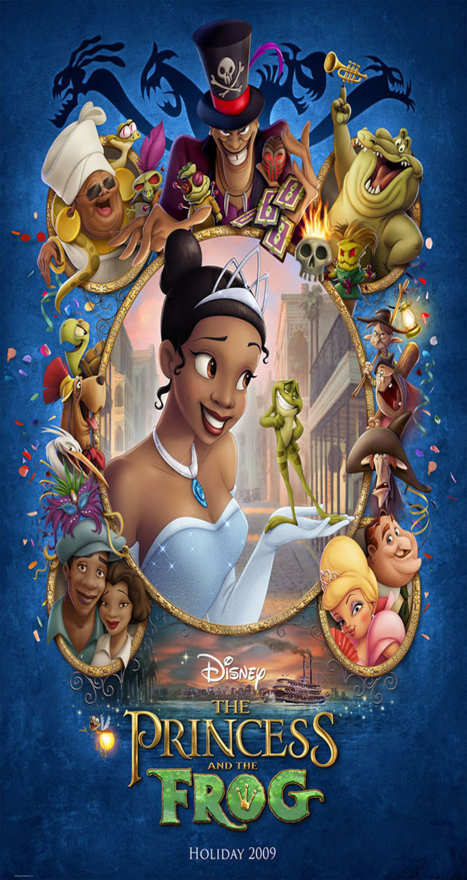 Disney
THE
PRINCESS
AND THE
FROG
HOLIDAY 2009